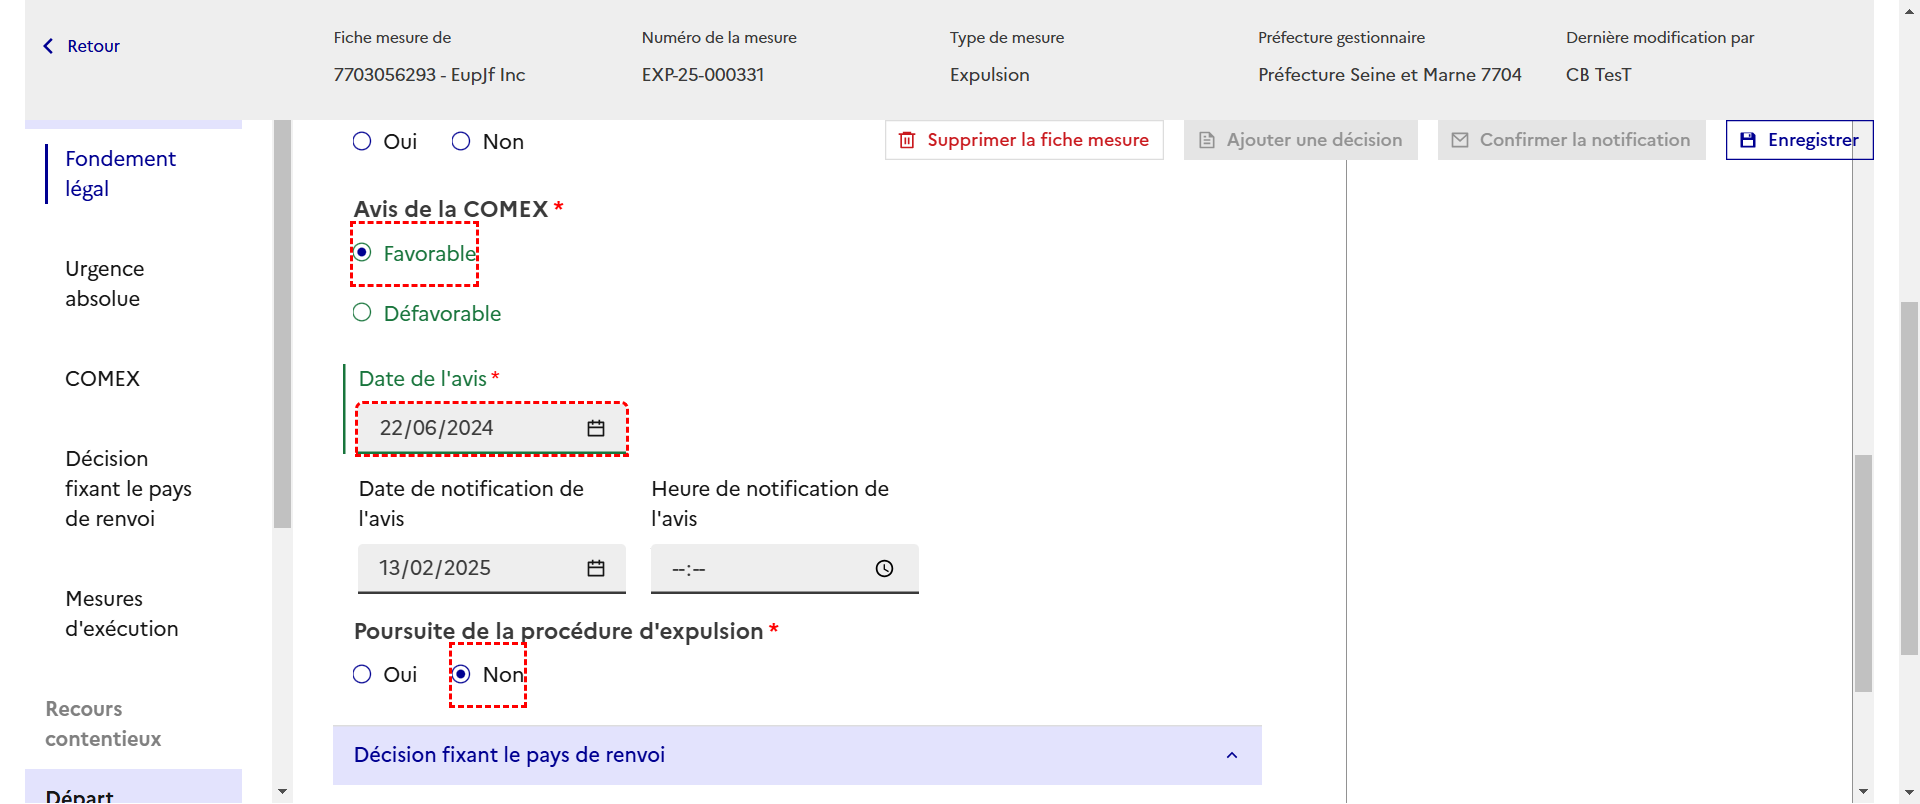 Retour
Fiche mesure de
7703056293 - EupJf Inc
Numéro de la mesure
EXP-25-000331
Type de mesure
Expulsion
Préfecture gestionnaire
Préfecture Seine et Marne 7704
Dernière modification par
CB TesT
Supprimer la fiche mesure
Ajouter une décision
Confirmer la notification
Enregistrer
Fondement
légal
Urgence
absolue
COMEX
Décision
fixant le pays
de renvoi
Mesures
d'exécution
Recours
contentieux
Départ
Oui Non
Avis de la COMEX *
Favorable
Défavorable
Date de l'avis *
22/06/2024
Date de notification de
l'avis
13/02/2025
Heure de notification de
l'avis
--:--
Poursuite de la procédure d'expulsion *
Oui Non
Décision fixant le pays de renvoi